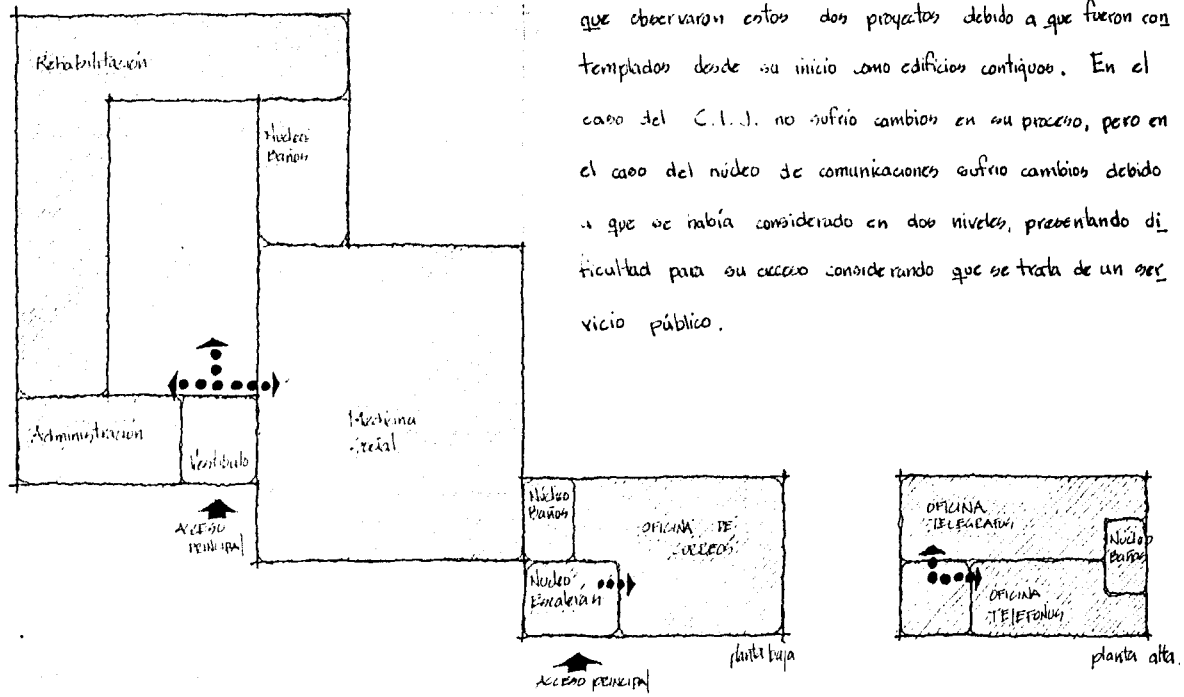 que observaron estos dos proyectos debido a que fueron con
templados desde su inicio como edificios contiguos. En el
caso del C.I.J. no sufrió cambios en su proceso, pero en
el caso del núcleo de comunicaciones sufrio cambios debido
a que se había considerado en dos niveles, presentando di
ficultad para su acceso considerando que se trata de un ser
vicio público.
Rehabilitación
Núcleo
Baños
Administración
Vestíbulo
Medicina
Social
ACCESO
PRINCIPAL
Núcleo
Baños
OFICINA DE
CORREOS
Nucleo
Escaleras
planta baja
ACCESO PRINCIPAL
OFICINA
TELEGRAFOS
Núcleo
Baños
OFICINA
TELEFONOS
planta alta.